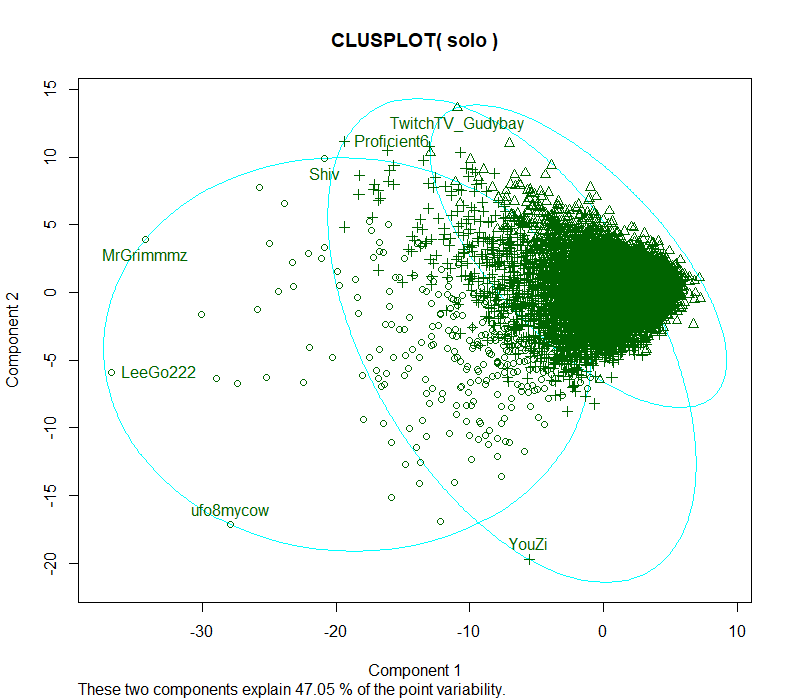 CLUSPLOT( solo )
15
10
5
0
-5
-10
-15
-20
Component 2
TwitchTV_Gudybay
Proficient6
Shiv
MrGrimmmz
LeeGo222
ufo8mycow
YouZi
-30
-20
-10
0
10
Component 1
These two components explain 47.05 % of the point variability.